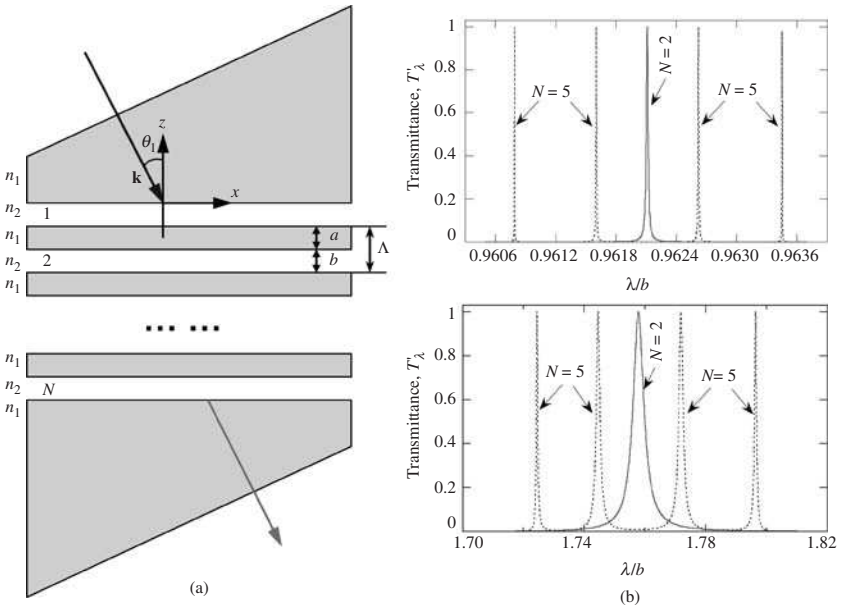 z
θ₁
k
x
n₁
n₂ 1
n₁ a
Λ
n₂ 2 b
n₁
n₁
n₂ N
n₁
(a)
1
0.8
0.6
0.4
0.2
0
Transmittance, T'λ
N = 2
N = 5
N = 5
0.9606 0.9612 0.9618 0.9624 0.9630 0.9636
λ/b
1
0.8
0.6
0.4
0.2
0
Transmittance, T'λ
N = 2
N = 5
N = 5
1.70 1.74 1.78 1.82
λ/b
(b)